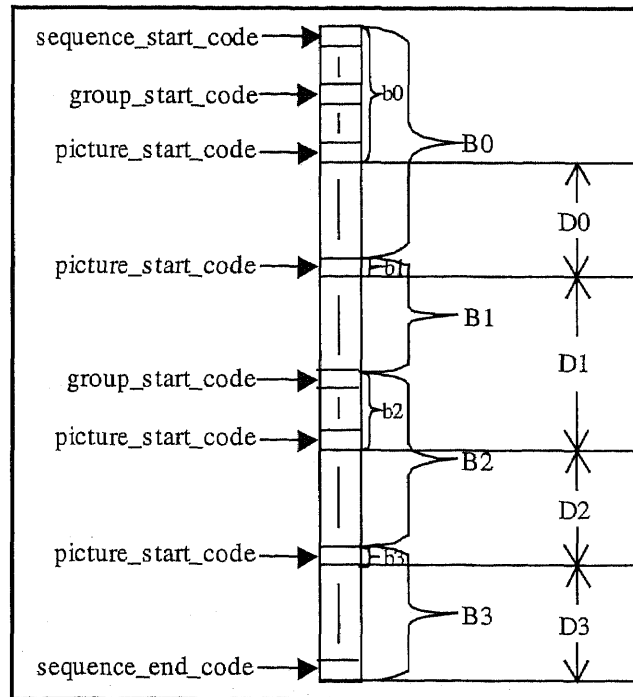 sequence_start_code
b0
group_start_code
picture_start_code
B0
D0
picture_start_code
b1
B1
D1
group_start_code
b2
picture_start_code
B2
D2
picture_start_code
b3
B3
D3
sequence_end_code